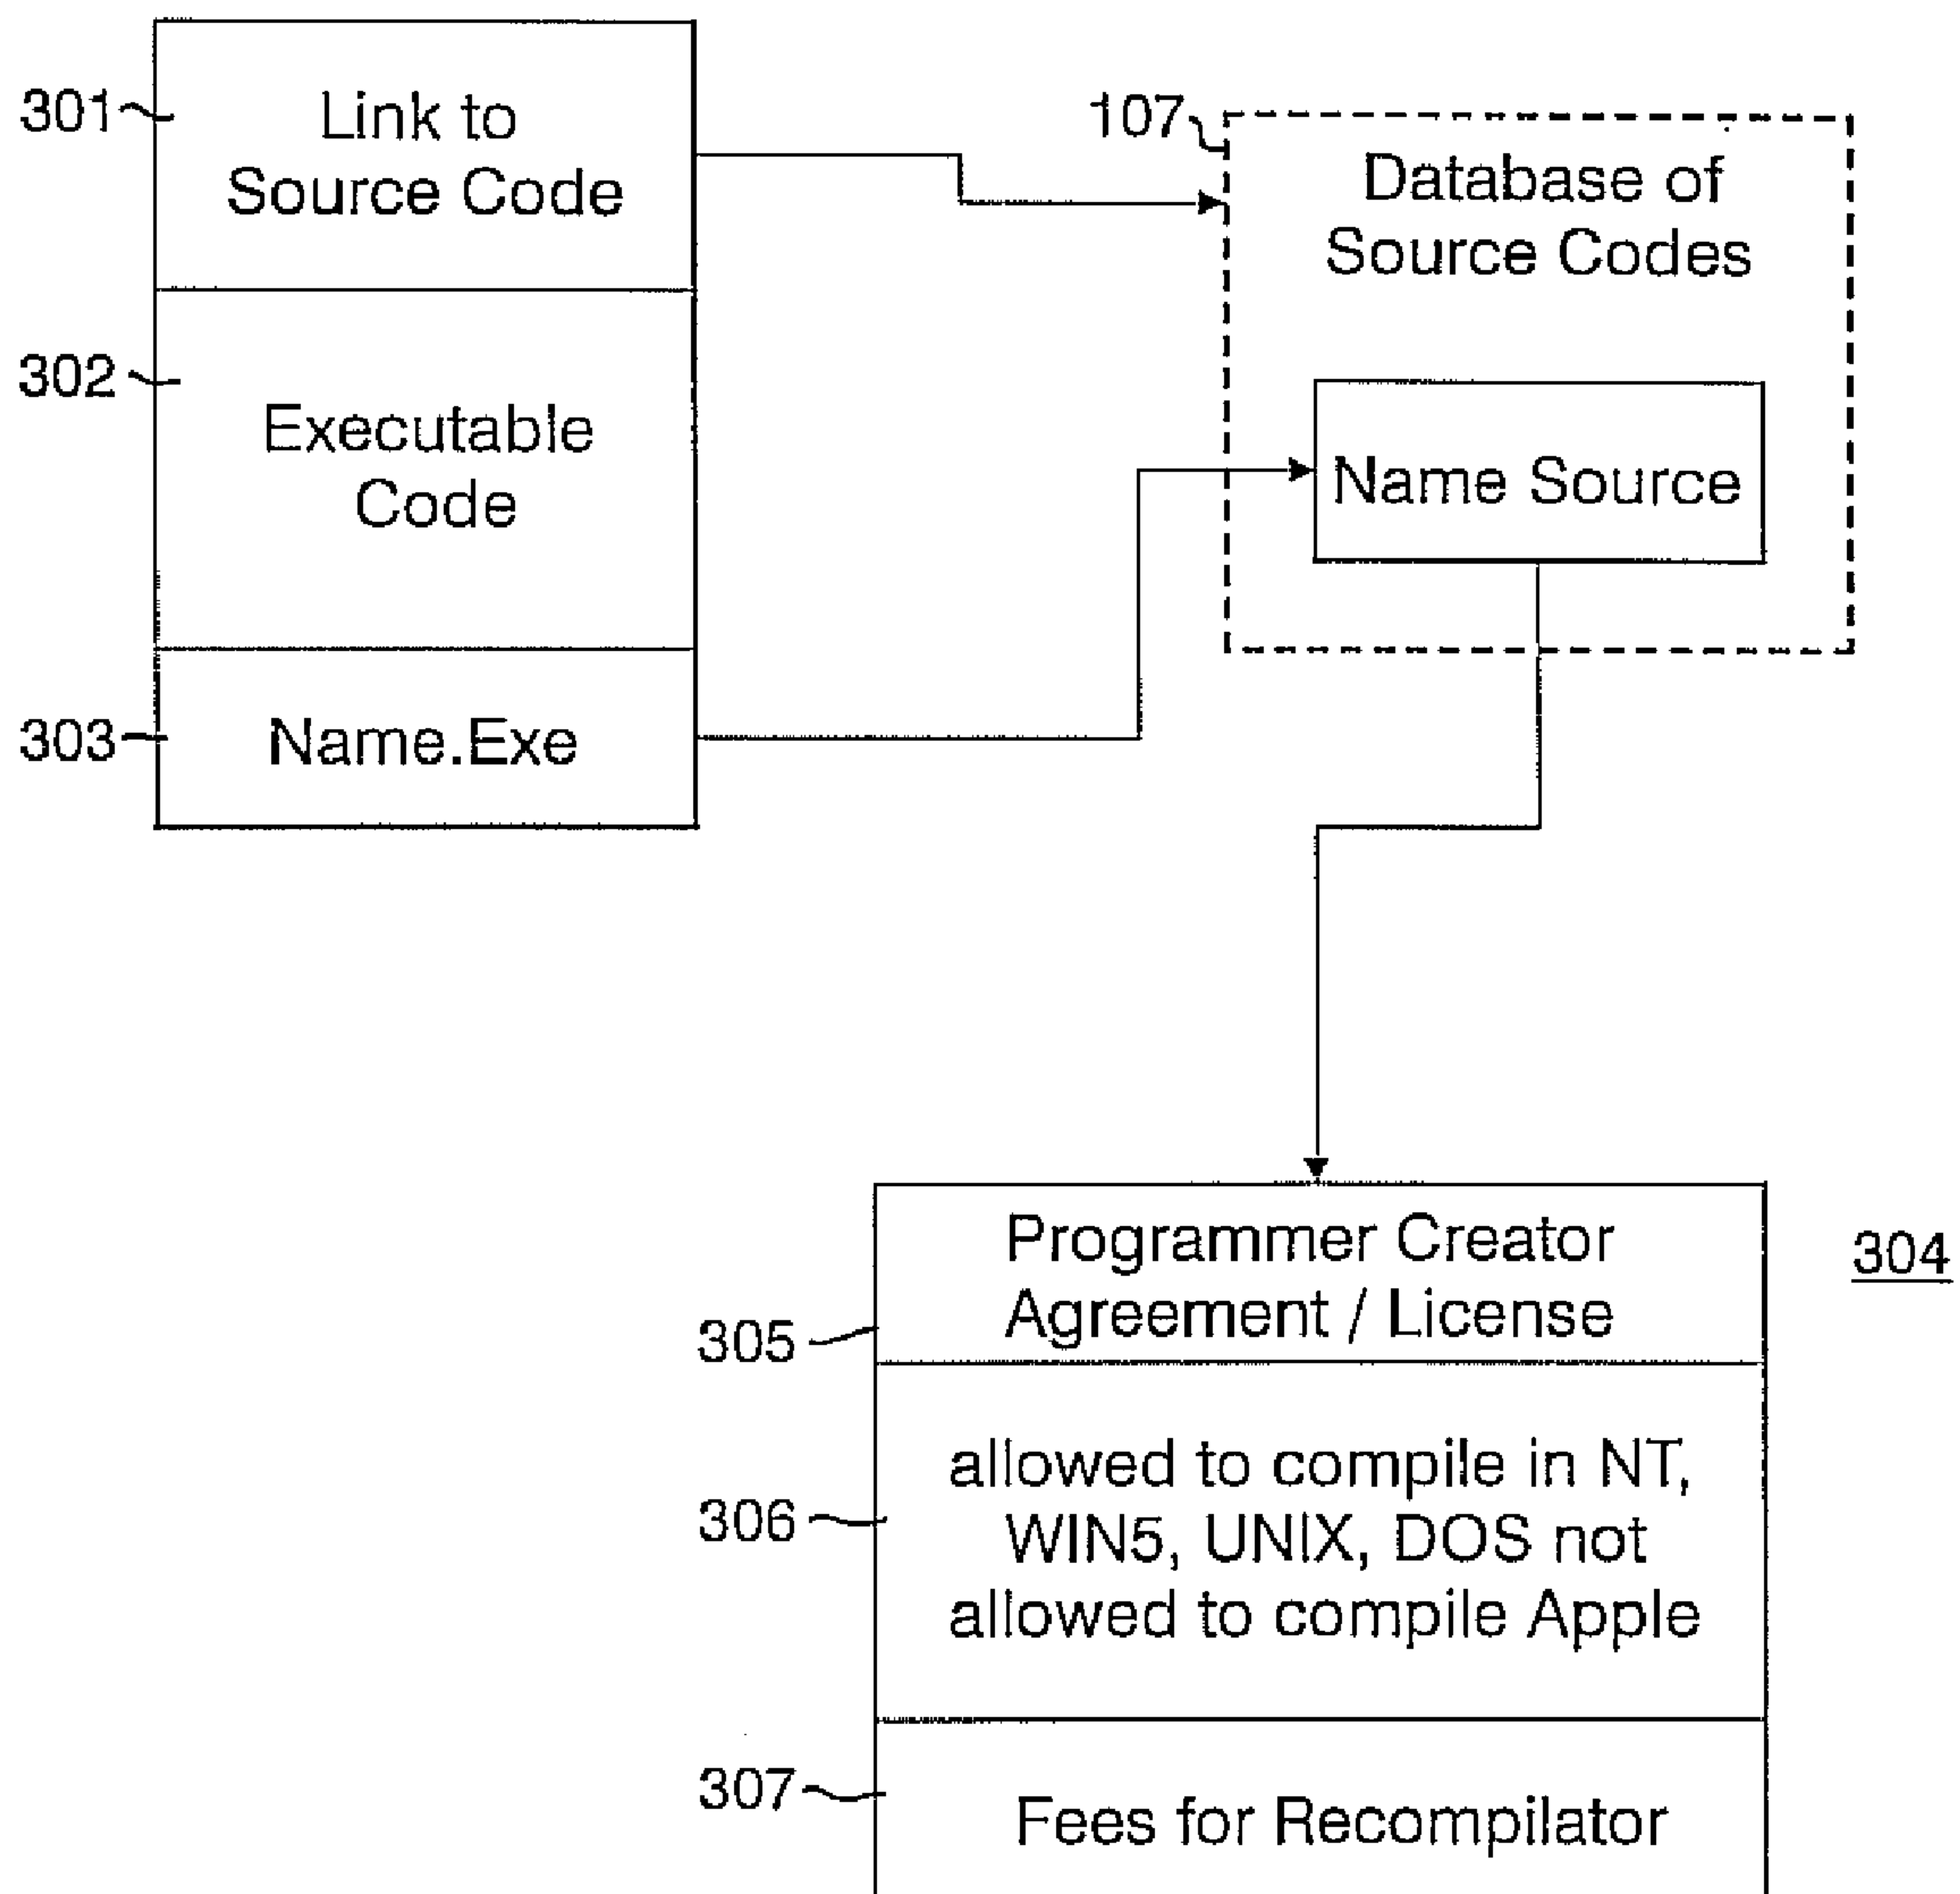 301
Link to
Source Code
302
Executable
Code
303
Name.Exe
107
Database of
Source Codes
Name Source
304
305
Programmer Creator
Agreement / License
306
allowed to compile in NT,
WIN5, UNIX, DOS not
allowed to compile Apple
307
Fees for Recompilator